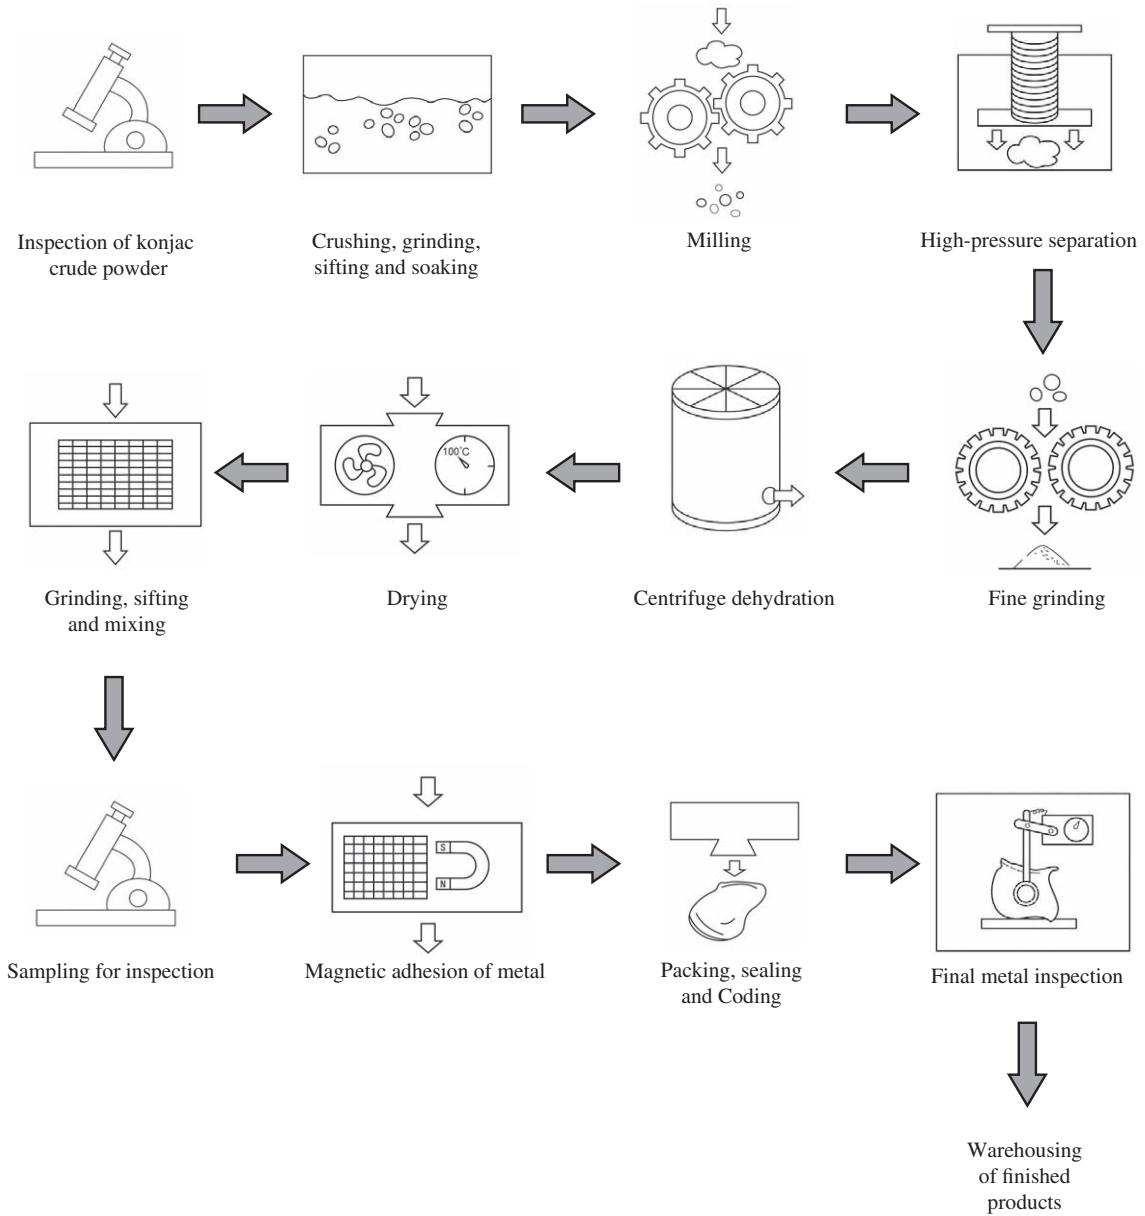 Inspection of konjac
crude powder
Crushing, grinding,
sifting and soaking
Milling
High-pressure separation
100°C
Grinding, sifting
and mixing
Drying
Centrifuge dehydration
Fine grinding
S
N
Sampling for inspection
Magnetic adhesion of metal
Packing, sealing
and Coding
Final metal inspection
Warehousing
of finished
products